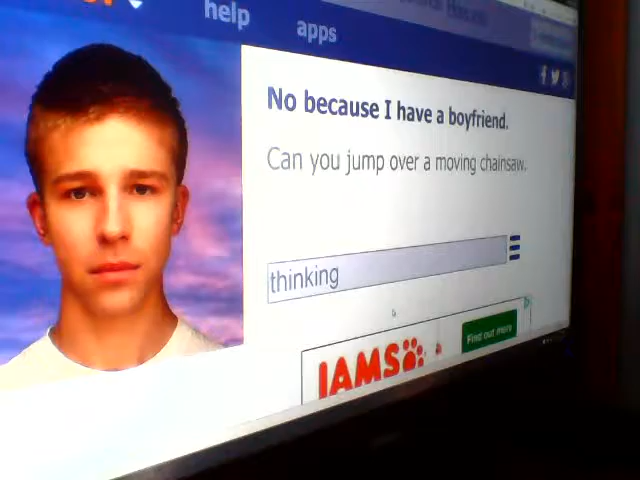 help
apps
No because I have a boyfriend.
Can you jump over a moving chainsaw.
thinking
IAMS
Find out more